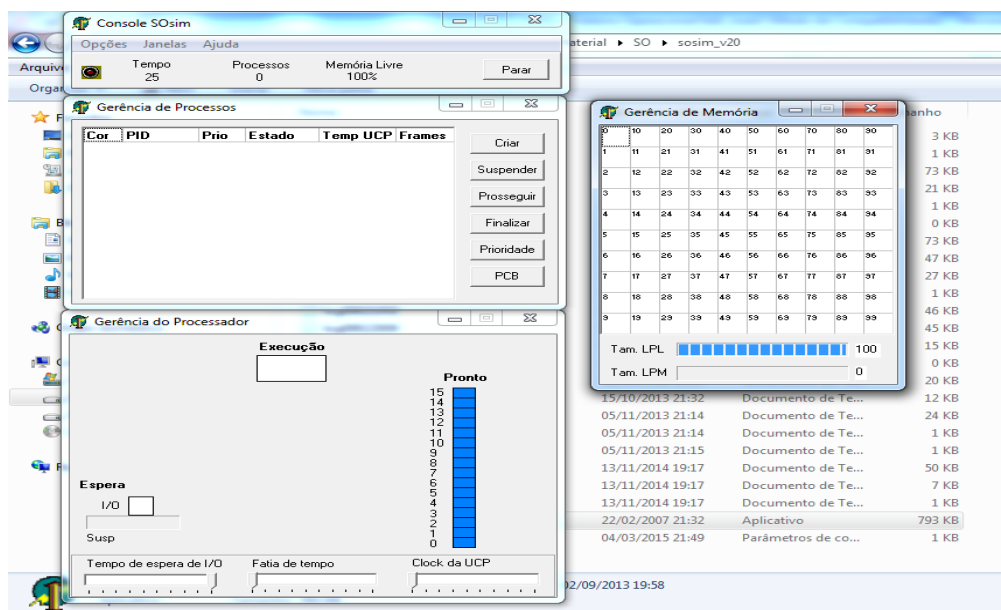 Console SOsim
Opções Janelas Ajuda
Tempo Processos Memória Livre
25 0 100%
Parar
aterial SO sosim_v20
Arquiv
Organ
Gerência de Processos
Cor PID Prio Estado Temp UCP Frames
Criar
Suspender
Prosseguir
Finalizar
Prioridade
PCB
Gerência de Memória
0 10 20 30 40 50 60 70 80 90
1 11 21 31 41 51 61 71 81 91
2 12 22 32 42 52 62 72 82 92
3 13 23 33 43 53 63 73 83 93
4 14 24 34 44 54 64 74 84 94
5 15 25 35 45 55 65 75 85 95
6 16 26 36 46 56 66 76 86 96
7 17 27 37 47 57 67 77 87 97
8 18 28 38 48 58 68 78 88 98
9 19 29 39 49 59 69 79 89 99
Tam. LPL 100
Tam. LPM 0
anho
3 KB
1 KB
73 KB
21 KB
1 KB
0 KB
73 KB
47 KB
27 KB
1 KB
46 KB
45 KB
15 KB
0 KB
20 KB
15/10/2013 21:32 Documento de Te... 12 KB
05/11/2013 21:14 Documento de Te... 24 KB
05/11/2013 21:14 Documento de Te... 1 KB
05/11/2013 21:15 Documento de Te... 1 KB
13/11/2014 19:17 Documento de Te... 50 KB
13/11/2014 19:17 Documento de Te... 7 KB
13/11/2014 19:17 Documento de Te... 1 KB
22/02/2007 21:32 Aplicativo 793 KB
04/03/2015 21:49 Parâmetros de co... 1 KB
Gerência do Processador
Execução
Pronto
15
14
13
12
11
10
9
8
7
6
5
4
3
2
1
0
Espera
I/O
Susp
Tempo de espera de I/O Fatia de tempo Clock da UCP
02/09/2013 19:58